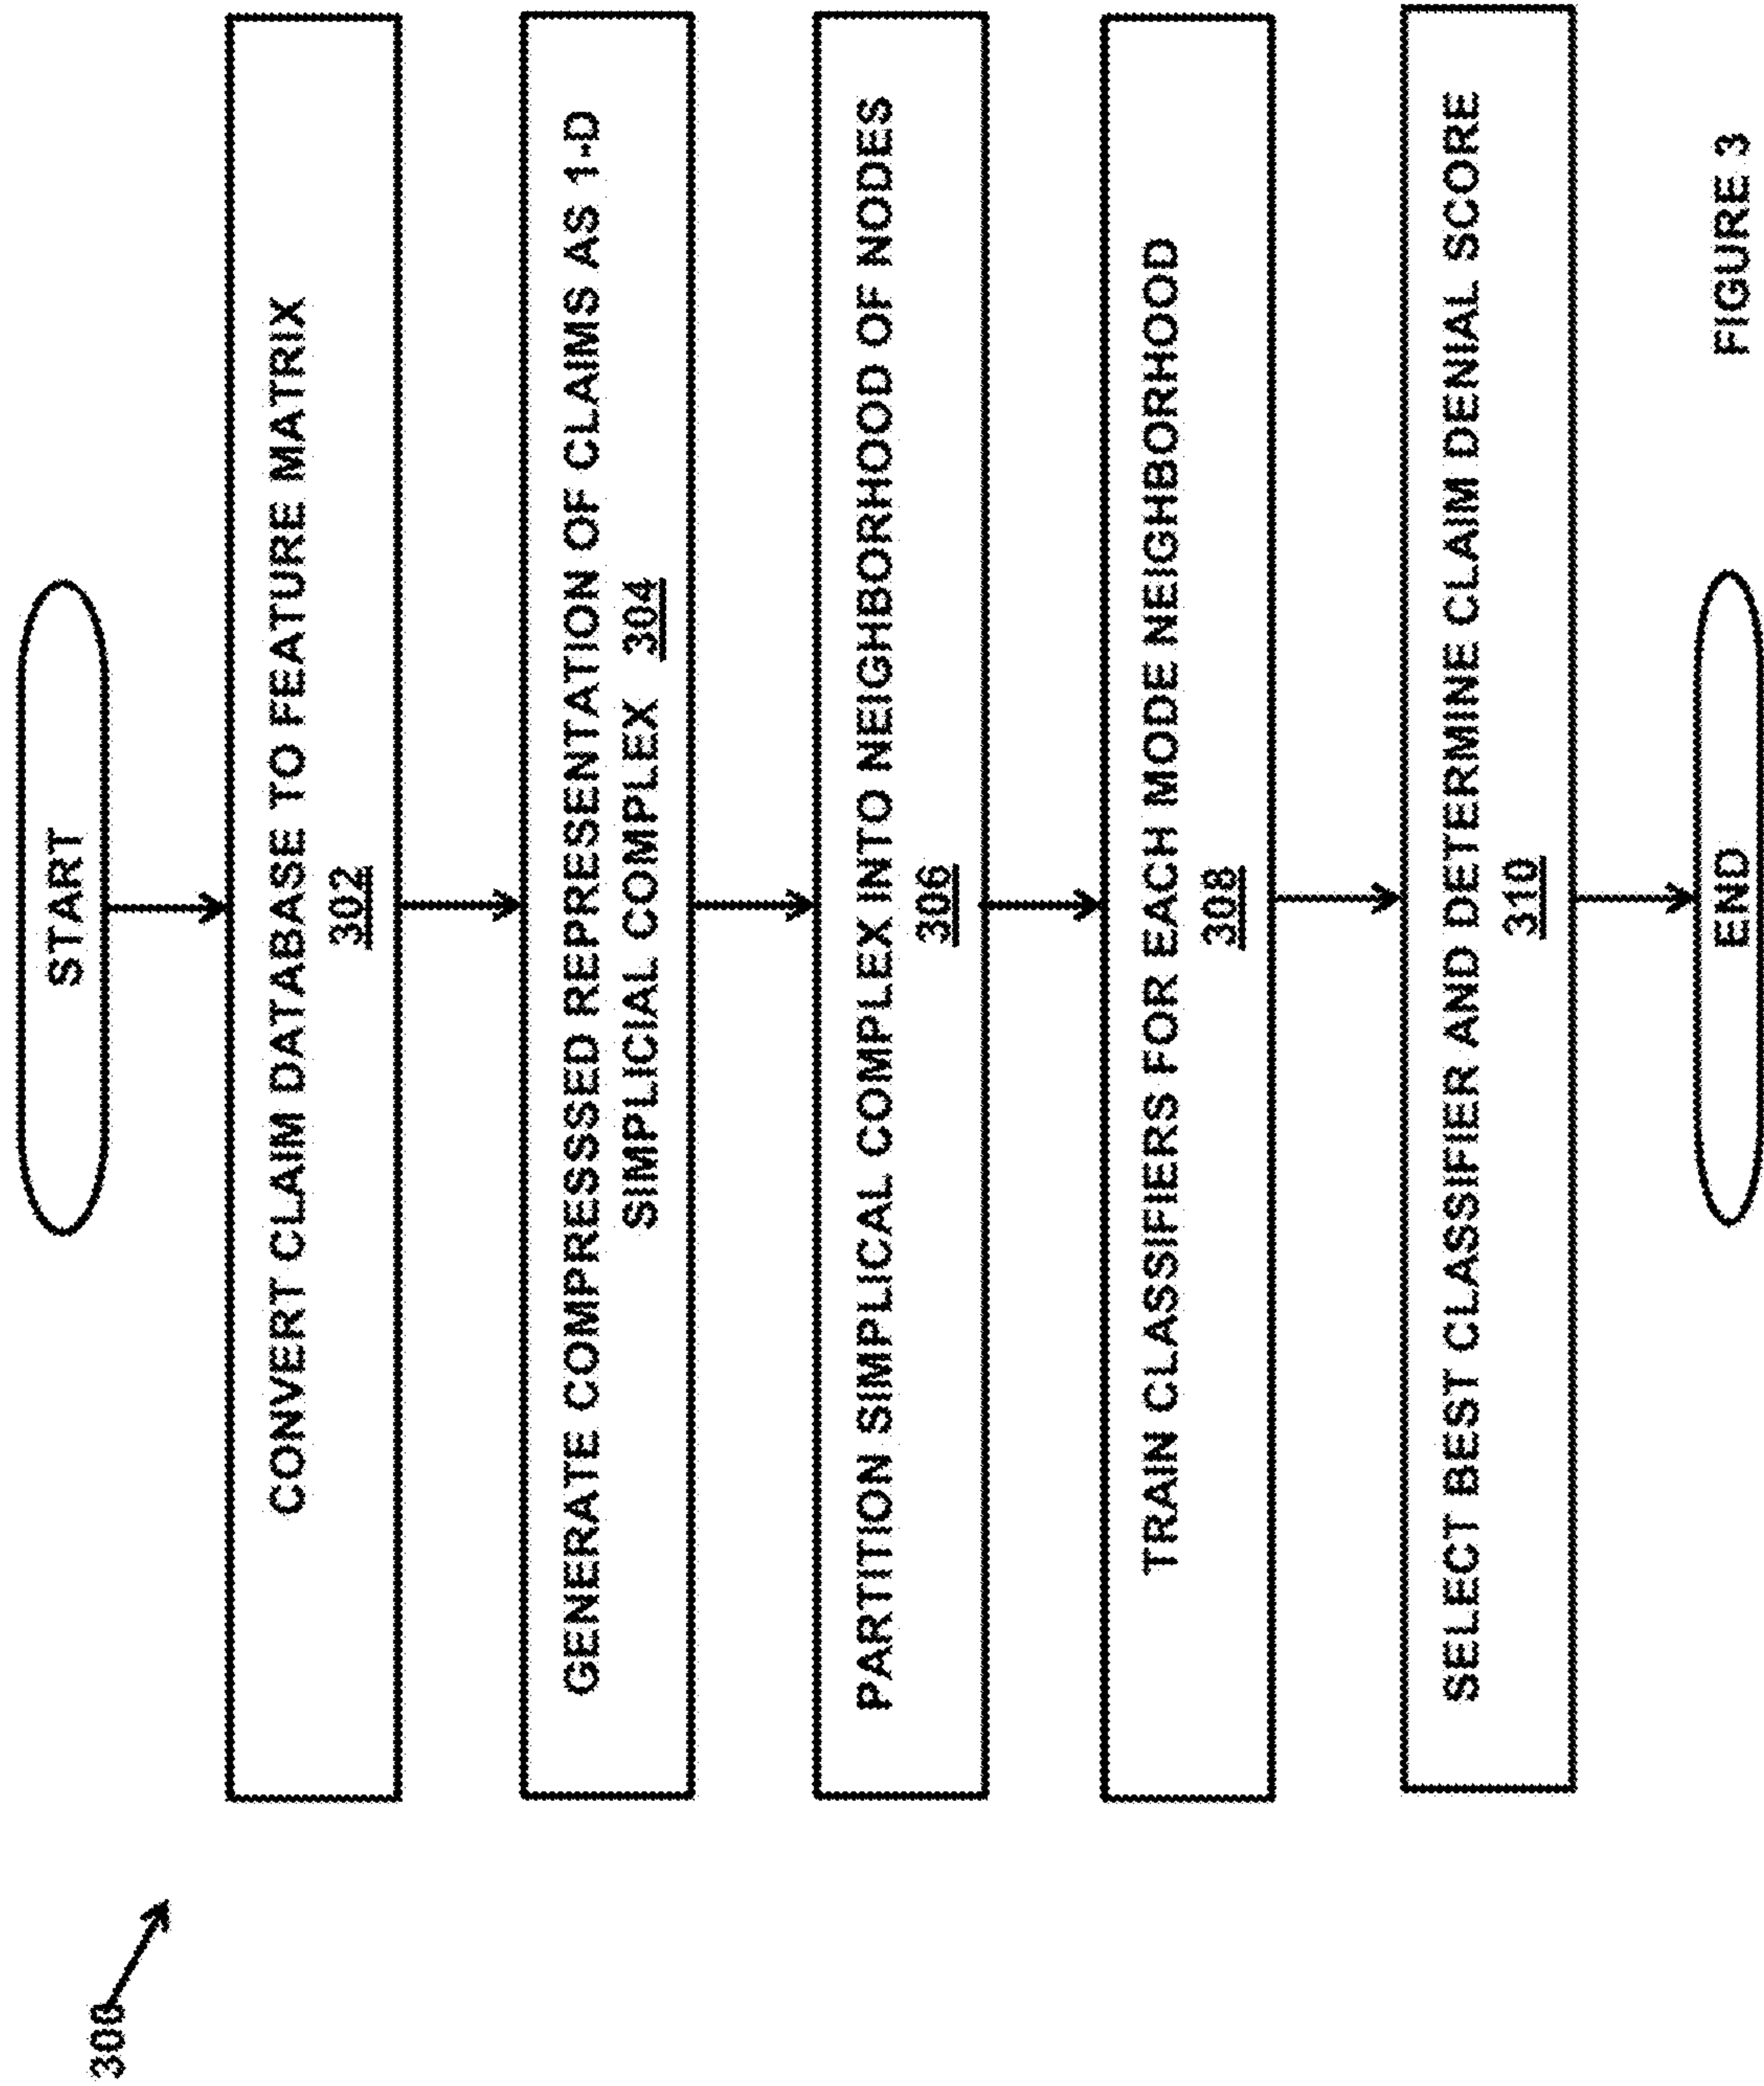 300
START
CONVERT CLAIM DATABASE TO FEATURE MATRIX
302
GENERATE COMPRESSED REPRESENTATION OF CLAIMS AS 1-D
SIMPLICIAL COMPLEX 304
PARTITION SIMPLICAL COMPLEX INTO NEIGHBORHOOD OF NODES
306
TRAIN CLASSIFIERS FOR EACH MODE NEIGHBORHOOD
308
SELECT BEST CLASSIFIER AND DETERMINE CLAIM DENIAL SCORE
310
END
FIGURE 3